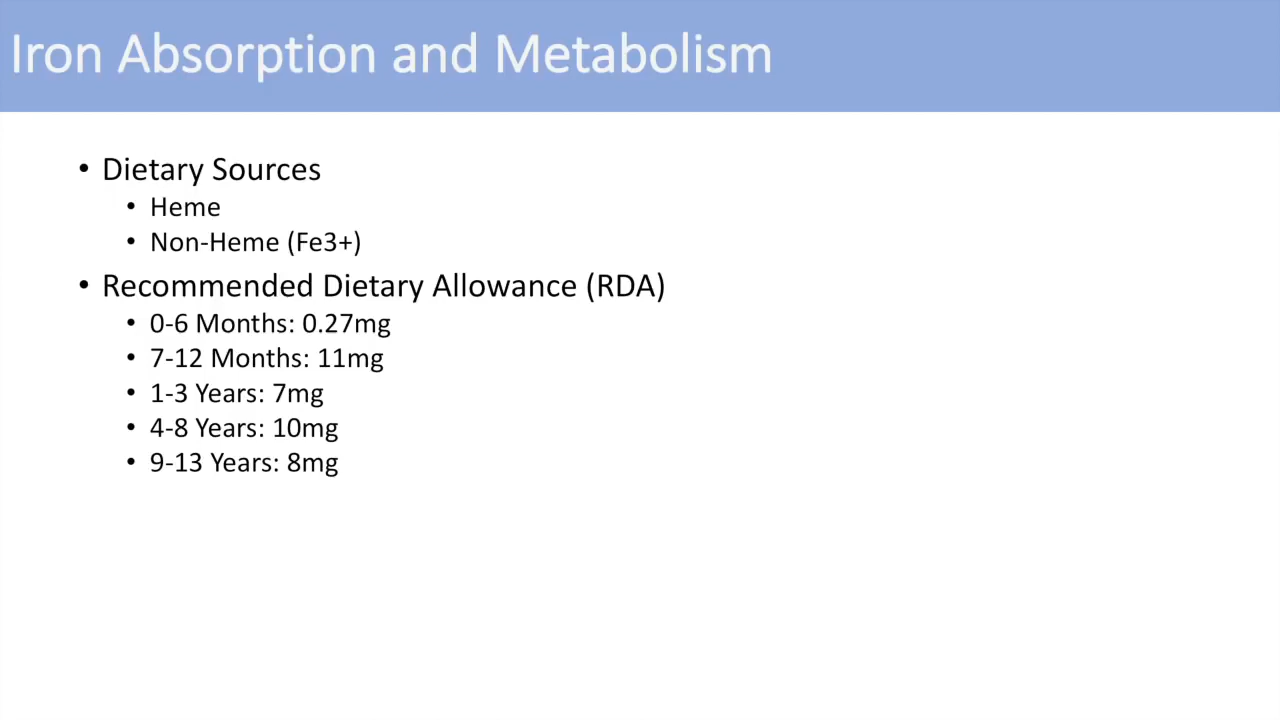 Iron Absorption and Metabolism
• Dietary Sources
• Heme
• Non-Heme (Fe3+)
• Recommended Dietary Allowance (RDA)
• 0-6 Months: 0.27mg
• 7-12 Months: 11mg
• 1-3 Years: 7mg
• 4-8 Years: 10mg
• 9-13 Years: 8mg